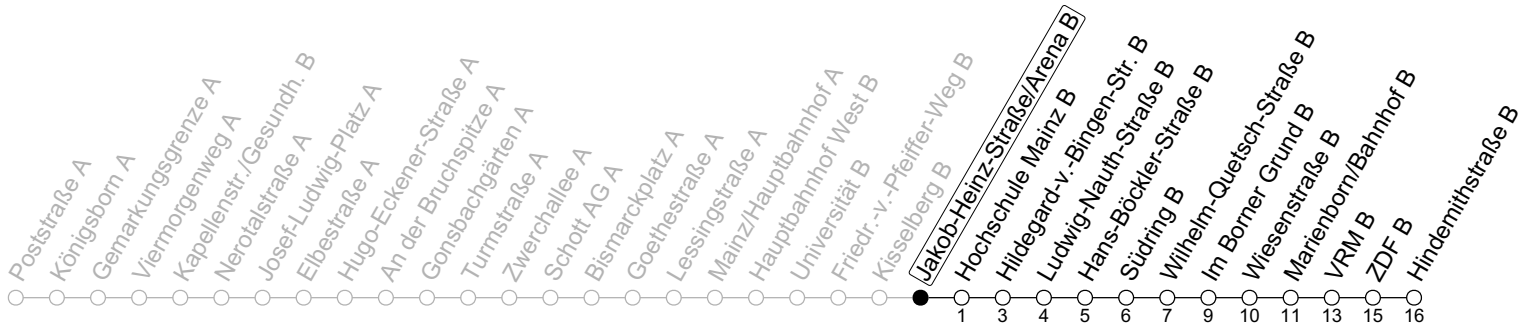 Poststraße A
Königsborn A
Gemarkungsgrenze A
Viermorgenweg A
Kapellenstr./Gesundh. B
Nerotalstraße A
Josef-Ludwig-Platz A
Elbestraße A
Hugo-Eckener-Straße A
An der Bruchspitze A
Gonsbachgärten A
Turmstraße A
Zwerchallee A
Schott AG A
Bismarckplatz A
Goethestraße A
Lessingstraße A
Mainz/Hauptbahnhof A
Hauptbahnhof West B
Universität B
Friedr.-v.-Pfeiffer-Weg B
Kisselberg B
Jakob-Heinz-Straße/Arena B
Hochschule Mainz B
Hildegard-v.-Bingen-Str. B
Ludwig-Nauth-Straße B
Hans-Böckler-Straße B
Südring B
Wilhelm-Quetsch-Straße B
Im Borner Grund B
Wiesenstraße B
Marienborn/Bahnhof B
VRM B
ZDF B
Hindemithstraße B
1 3 4 5 6 7 9 10 11 13 15 16